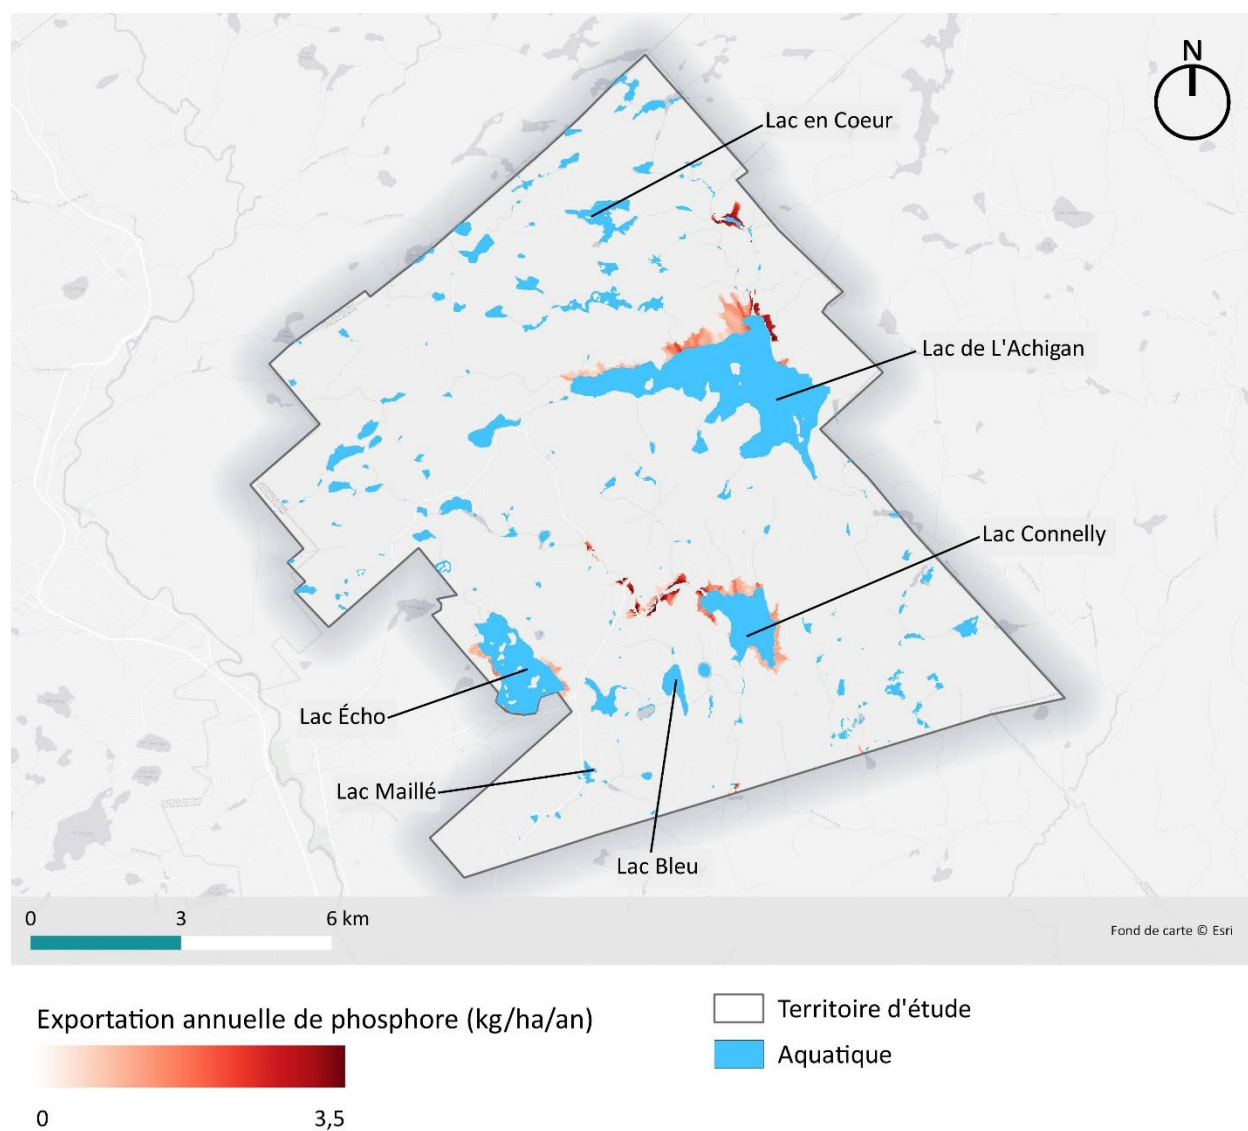 N
Lac en Coeur
Lac de L'Achigan
Lac Connelly
Lac Écho
Lac Maillé
Lac Bleu
0 3 6 km
Fond de carte © Esri
Exportation annuelle de phosphore (kg/ha/an)
0 3,5
Territoire d'étude
Aquatique